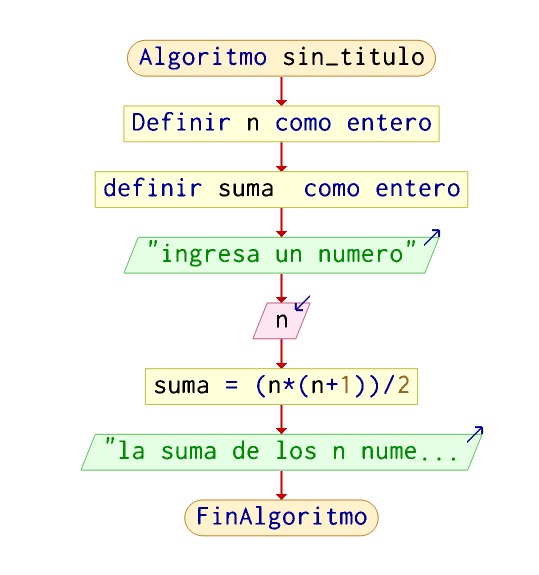 Algoritmo sin_titulo
Definir n como entero
definir suma  como entero
"ingresa un numero"
n
suma = (n*(n+1))/2
"la suma de los n nume...
FinAlgoritmo